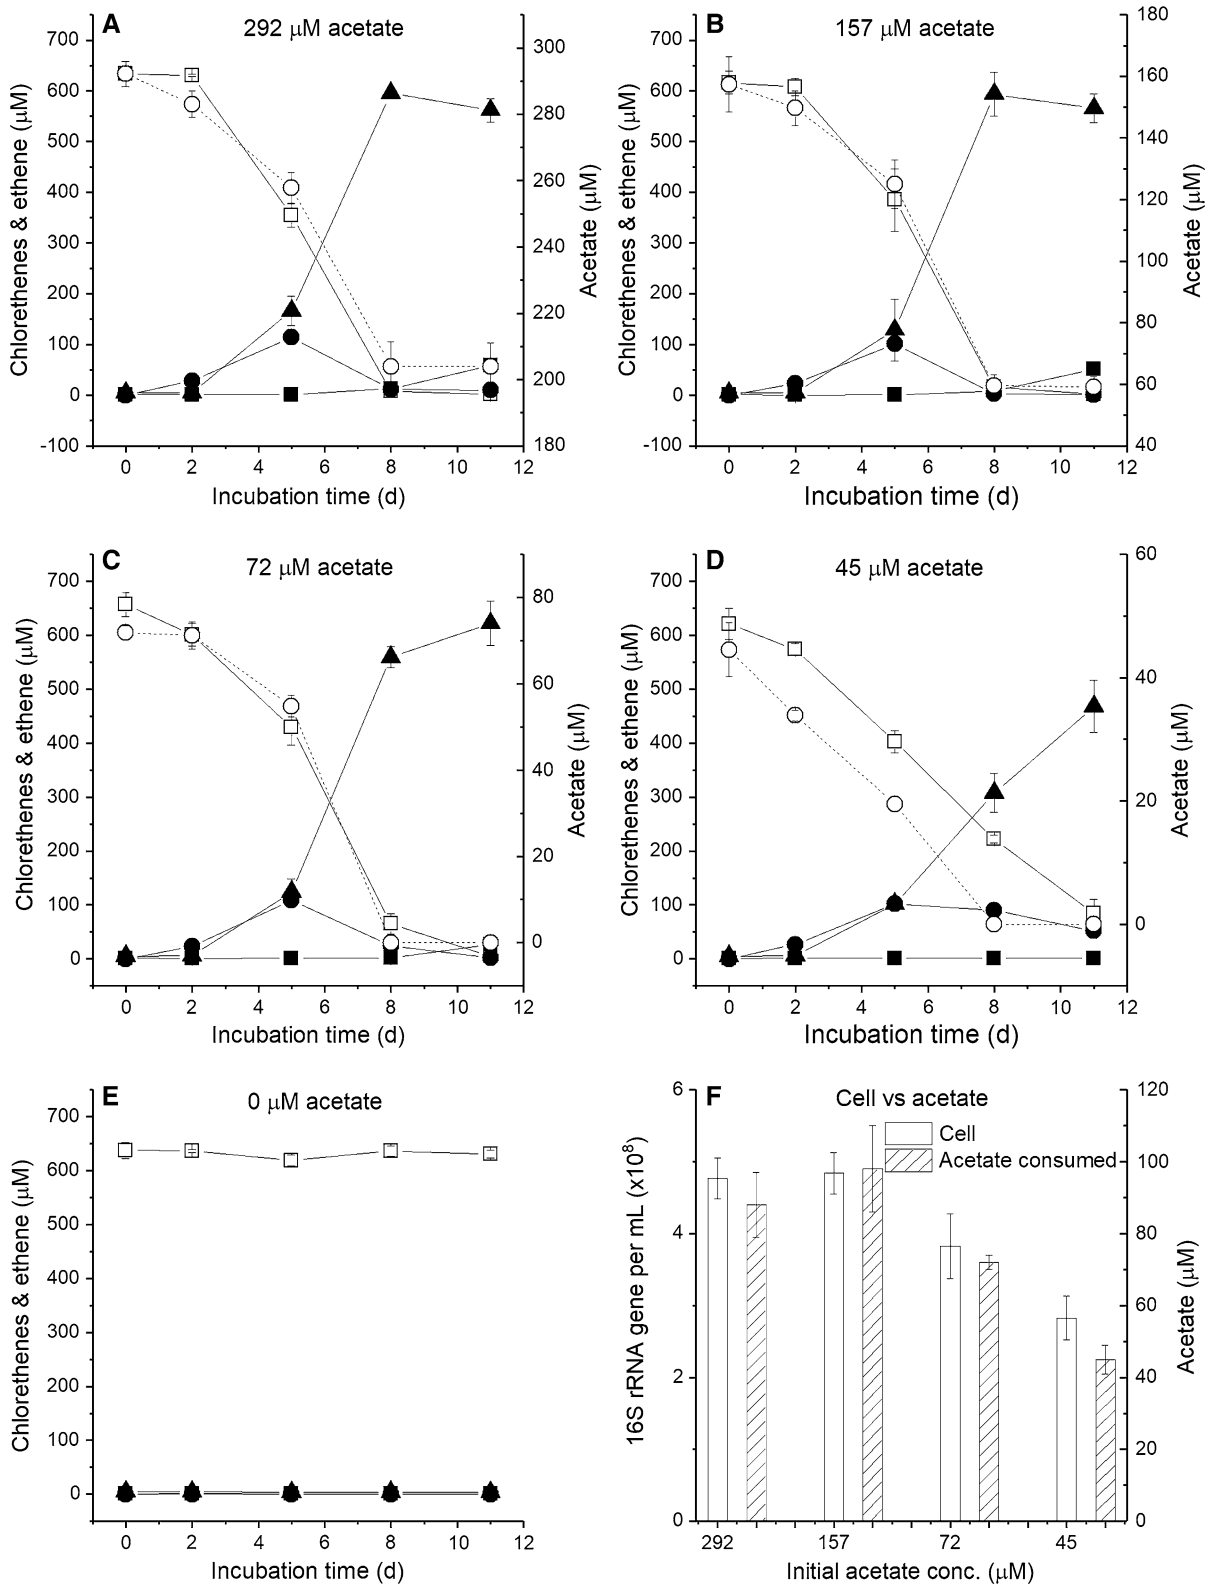 A
292 μM acetate
Chlorethenes & ethene (μM)
700
600
500
400
300
200
100
0
-100
300
280
260
240
220
200
180
Acetate (μM)
0 2 4 6 8 10 12
Incubation time (d)
B
157 μM acetate
Chlorethenes & ethene (μM)
700
600
500
400
300
200
100
0
-100
180
160
140
120
100
80
60
40
Acetate (μM)
0 2 4 6 8 10 12
Incubation time (d)
C
72 μM acetate
Chlorethenes & ethene (μM)
700
600
500
400
300
200
100
0
80
60
40
20
0
Acetate (μM)
0 2 4 6 8 10 12
Incubation time (d)
D
45 μM acetate
Chlorethenes & ethene (μM)
700
600
500
400
300
200
100
0
60
40
20
0
Acetate (μM)
0 2 4 6 8 10 12
Incubation time (d)
E
0 μM acetate
Chlorethenes & ethene (μM)
700
600
500
400
300
200
100
0
0 2 4 6 8 10 12
Incubation time (d)
F
Cell vs acetate
Cell
Acetate consumed
16S rRNA gene per mL (x10⁸)
6
4
2
0
120
100
80
60
40
20
0
Acetate (μM)
292 157 72 45
Initial acetate conc. (μM)